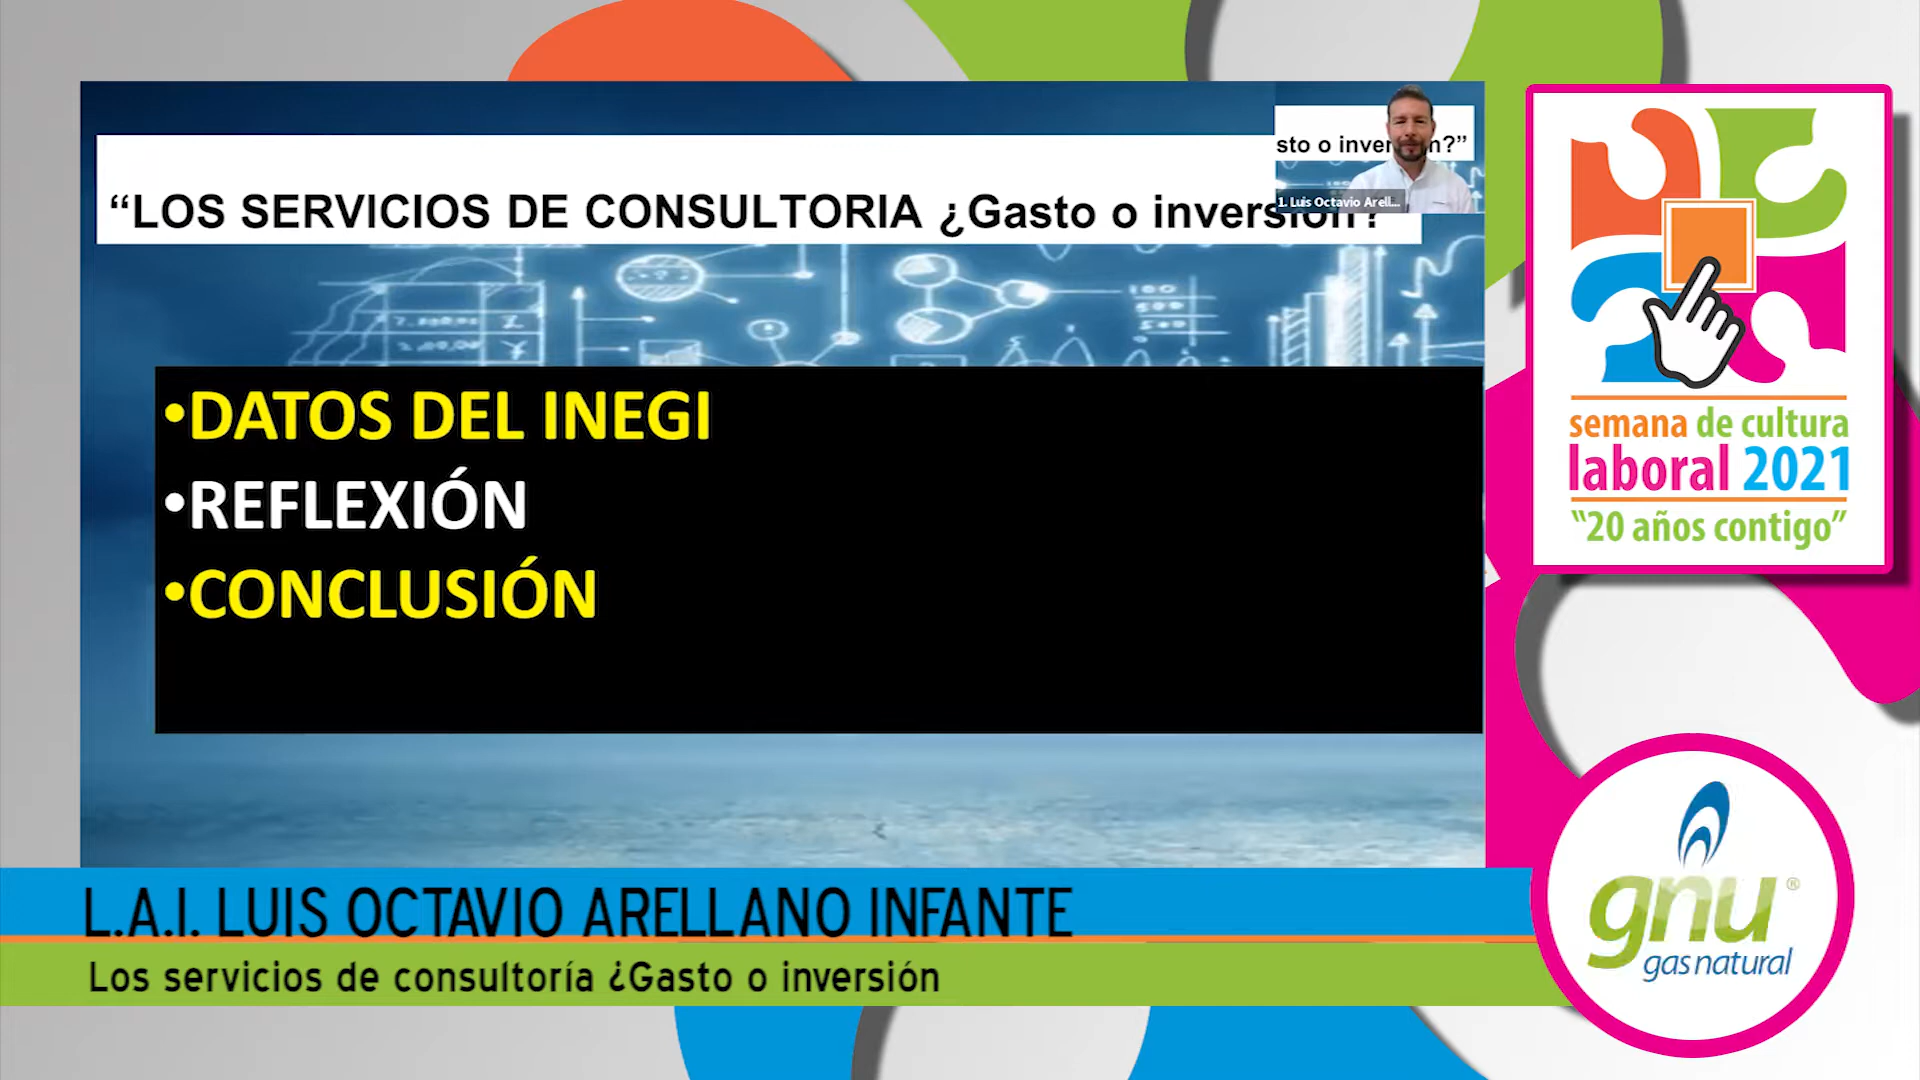 “LOS SERVICIOS DE CONSULTORIA ¿Gasto o inversión?
sto o inver n?”
1. Luis Octavio Arell...
•DATOS DEL INEGI
•REFLEXIÓN
•CONCLUSIÓN
semana de cultura
laboral 2021
“20 años contigo”
L.A.I. LUIS OCTAVIO ARELLANO INFANTE
Los servicios de consultoría ¿Gasto o inversión
gnu®
gas natural